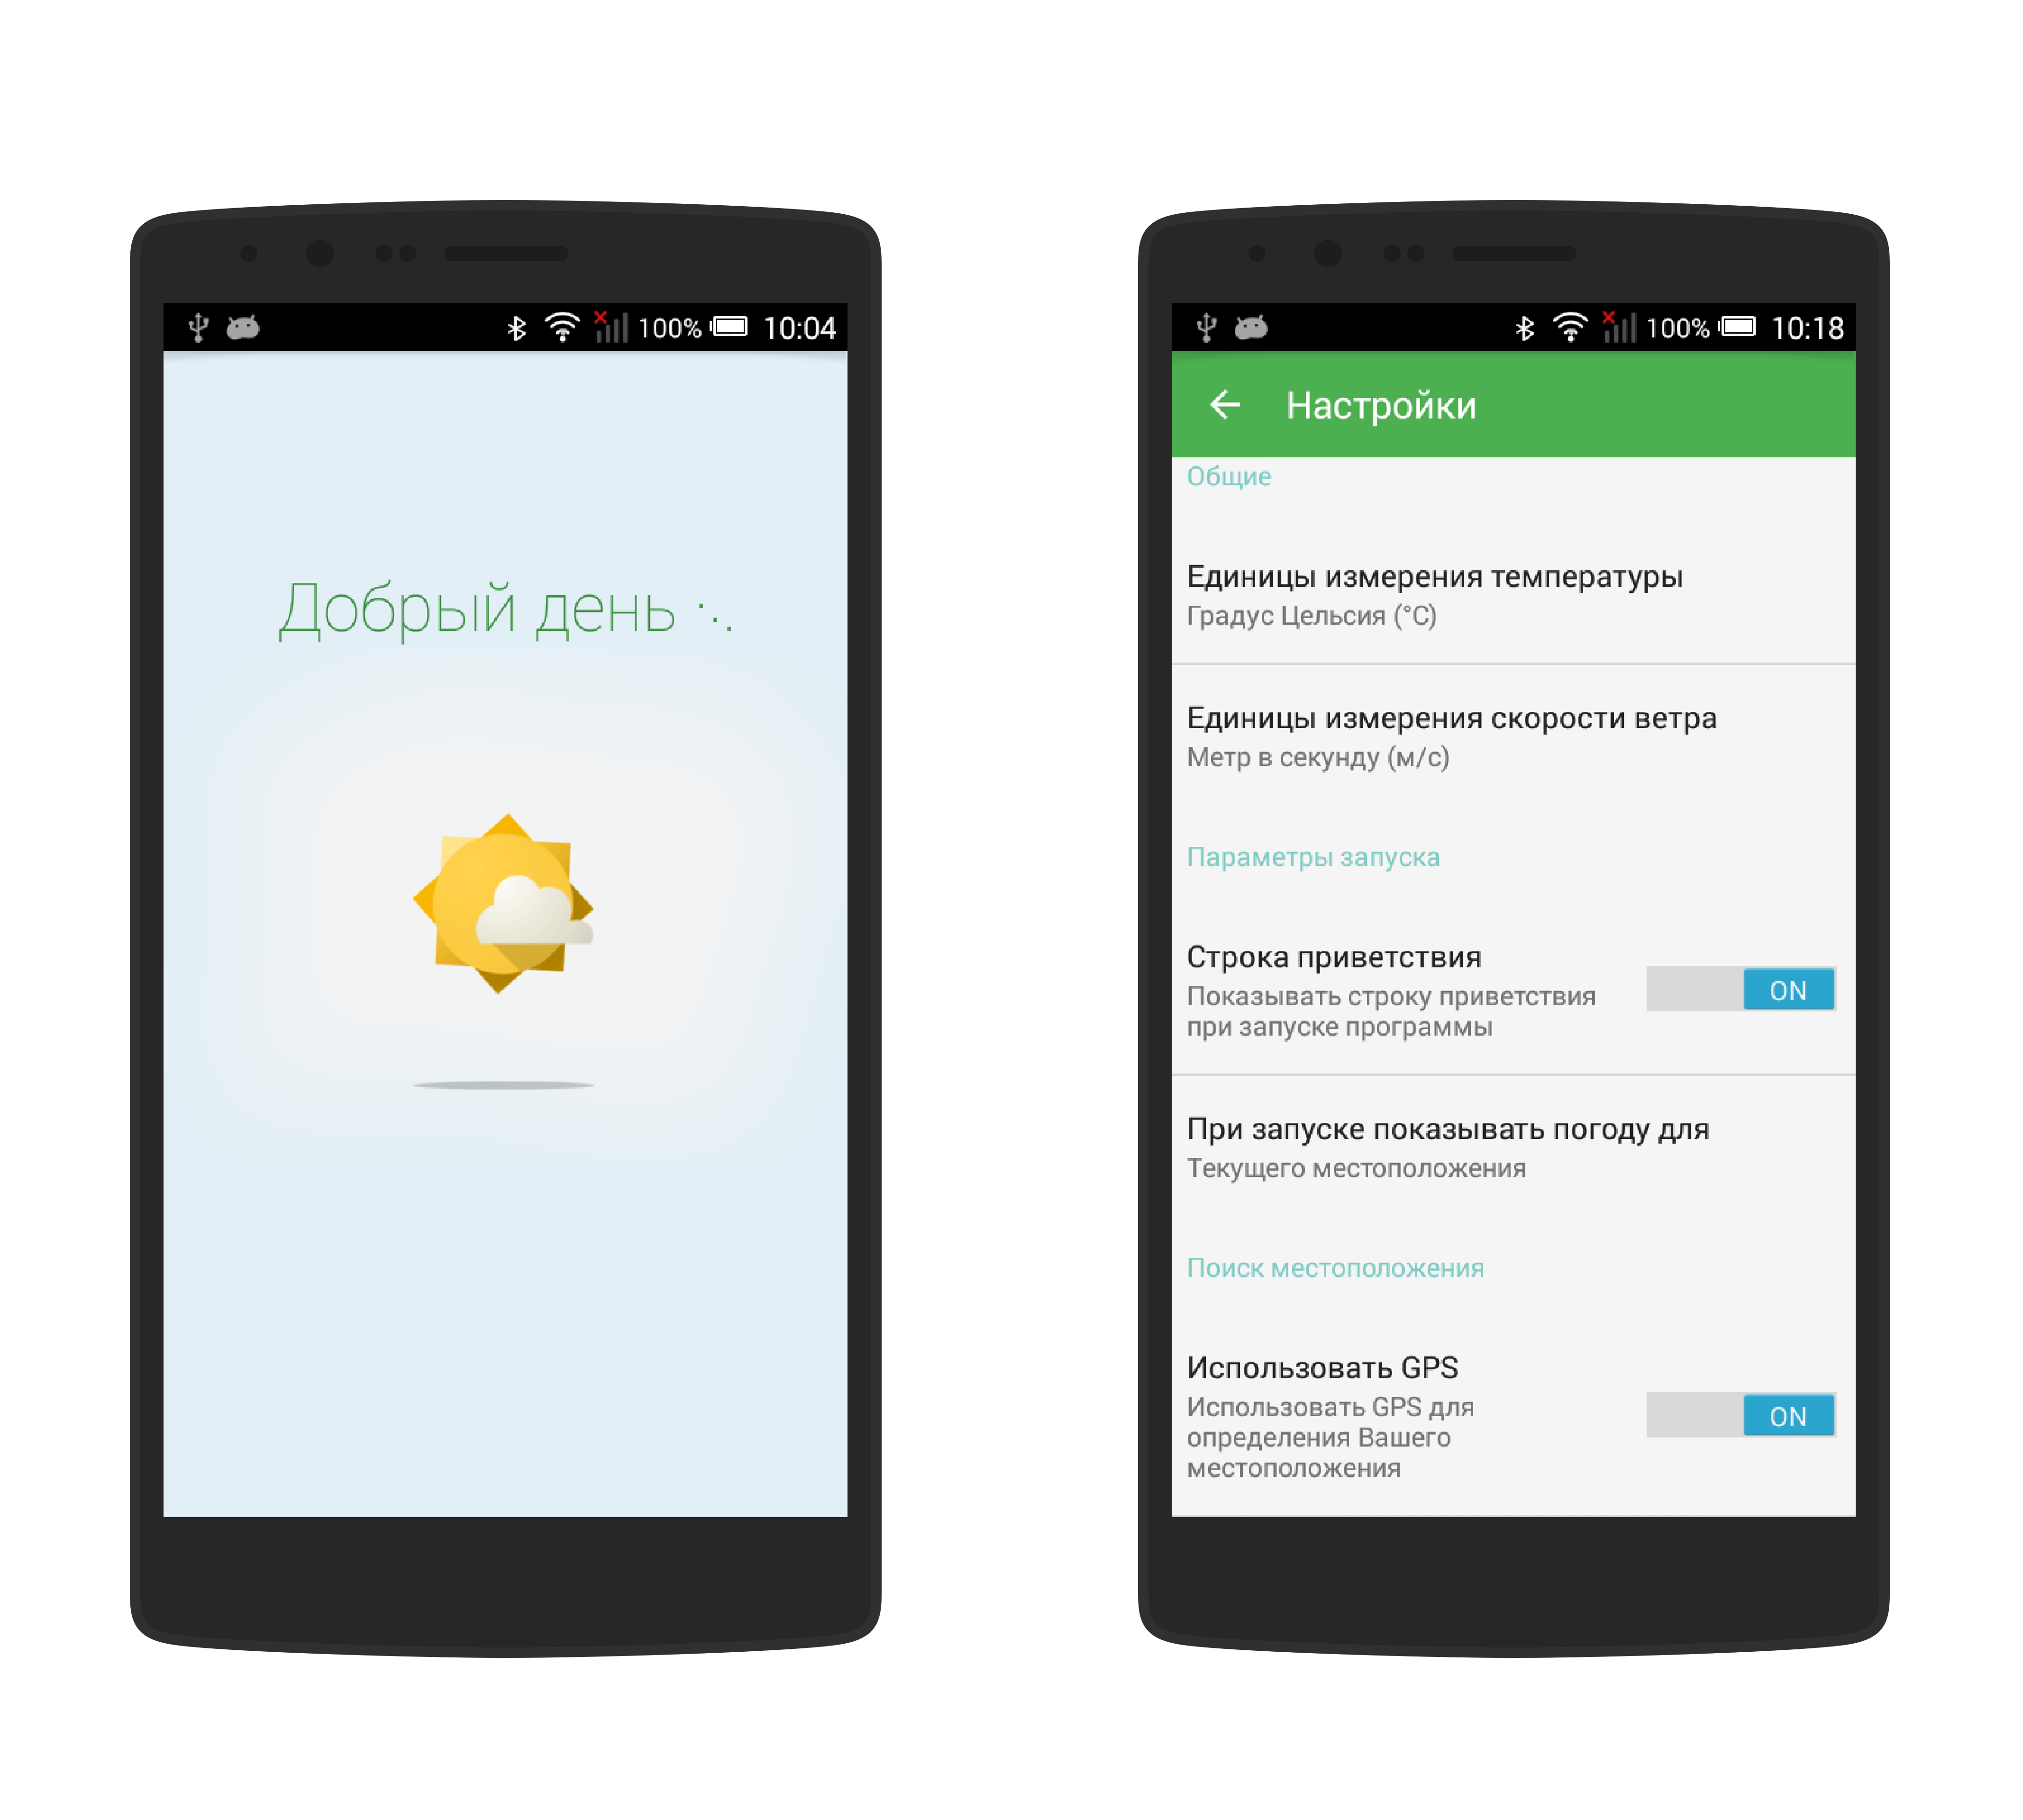 100% 10:04
Добрый день
100% 10:18
Настройки
Общие
Единицы измерения температуры
Градус Цельсия (°C)
Единицы измерения скорости ветра
Метр в секунду (м/с)
Параметры запуска
Строка приветствия
Показывать строку приветствия
при запуске программы
ON
При запуске показывать погоду для
Текущего местоположения
Поиск местоположения
Использовать GPS
Использовать GPS для
определения Вашего
местоположения
ON